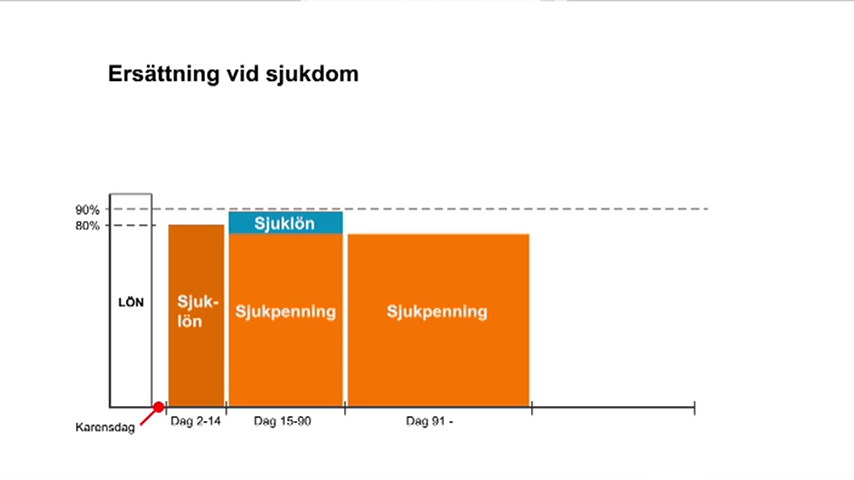 Ersättning vid sjukdom
90%
80%
Sjuklön
LÖN
Sjuk-
lön
Sjukpenning
Sjukpenning
Karensdag
Dag 2-14
Dag 15-90
Dag 91 -